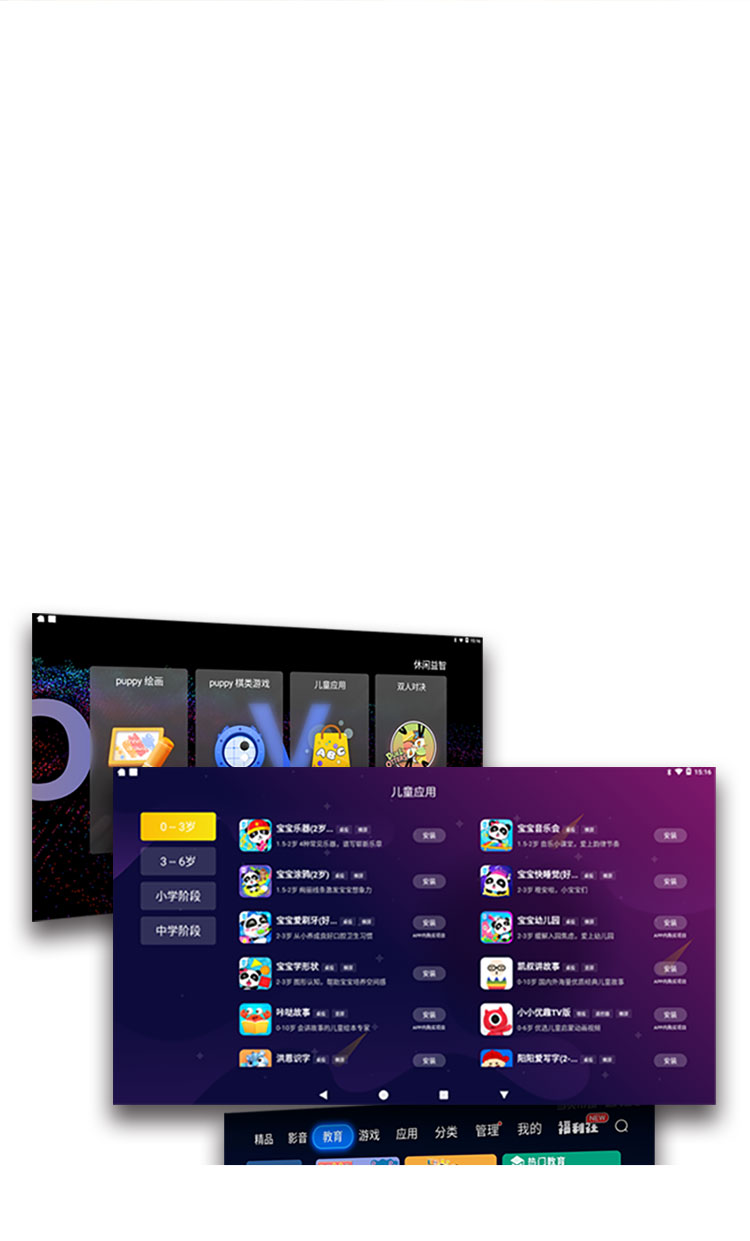 15:16
休闲益智
puppy 绘画
puppy 棋类游戏
儿童应用
双人对决
15:16
儿童应用
0－3岁
3－6岁
小学阶段
中学阶段
宝宝乐器(2岁...
安装
1.5-2岁 4种常见乐器，谱写崭新乐章
宝宝音乐会
安装
1.5-2岁 音乐小课堂，爱上韵律节奏
宝宝涂鸦(2岁)
安装
1.5-2岁 绚丽线条激发宝宝想象力
宝宝快睡觉(好...
安装
2-3岁 瞌安啦，小宝宝们
宝宝爱刷牙(好...
安装
2-3岁 从小养成良好口腔卫生习惯
宝宝幼儿园
安装
2-3岁 缓解入园焦虑，爱上幼儿园
宝宝学形状
安装
2-3岁 图形认知，帮助宝宝培养空间感
凯叔讲故事
安装
0-10岁 国内外海量优质经典儿童故事
咔哒故事
安装
0-10岁 会讲故事的儿童绘本专家
小小优趣TV版
安装
0-6岁 优选儿童启蒙动画视频
洪恩识字
安装
阳阳爱写字(2-...
安装
精品
影音
教育
游戏
应用
分类
管理
我的
福利社
NEW
热门教育